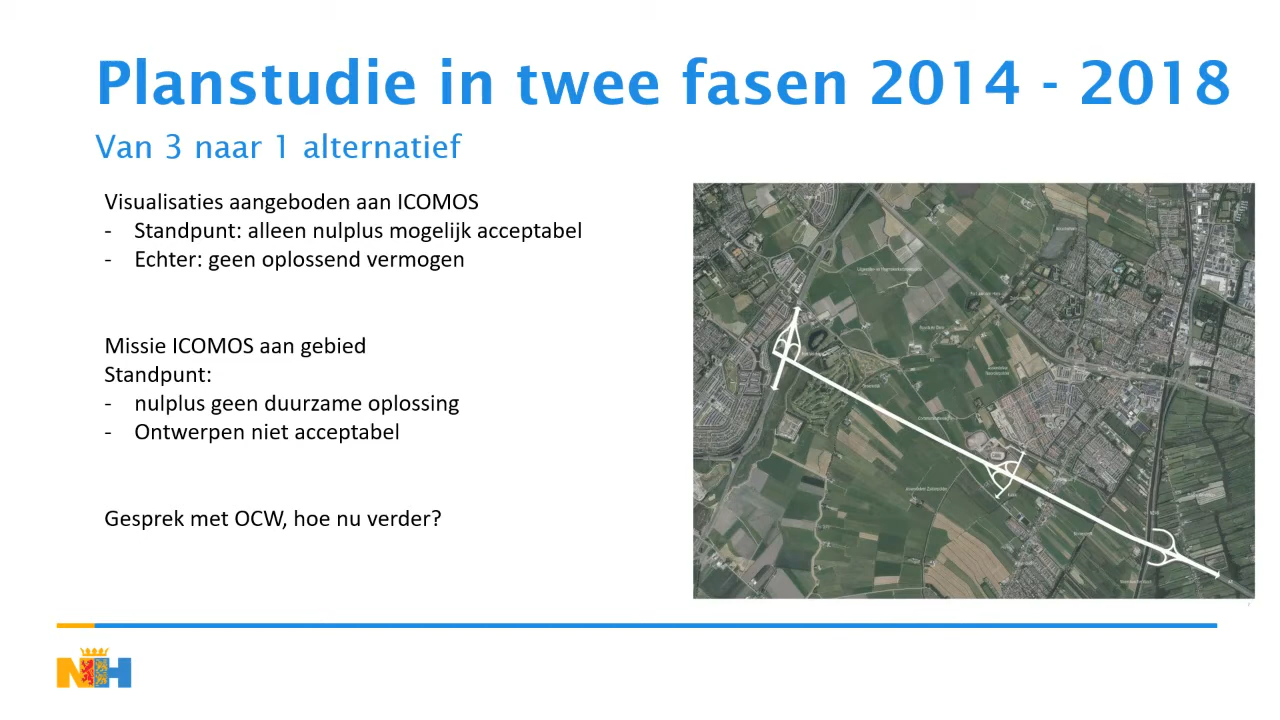 Planstudie in twee fasen 2014 - 2018
Van 3 naar 1 alternatief
Visualisaties aangeboden aan ICOMOS
- Standpunt: alleen nulplus mogelijk acceptabel
- Echter: geen oplossend vermogen
Missie ICOMOS aan gebied
Standpunt:
- nulplus geen duurzame oplossing
- Ontwerpen niet acceptabel
Gesprek met OCW, hoe nu verder?
NH